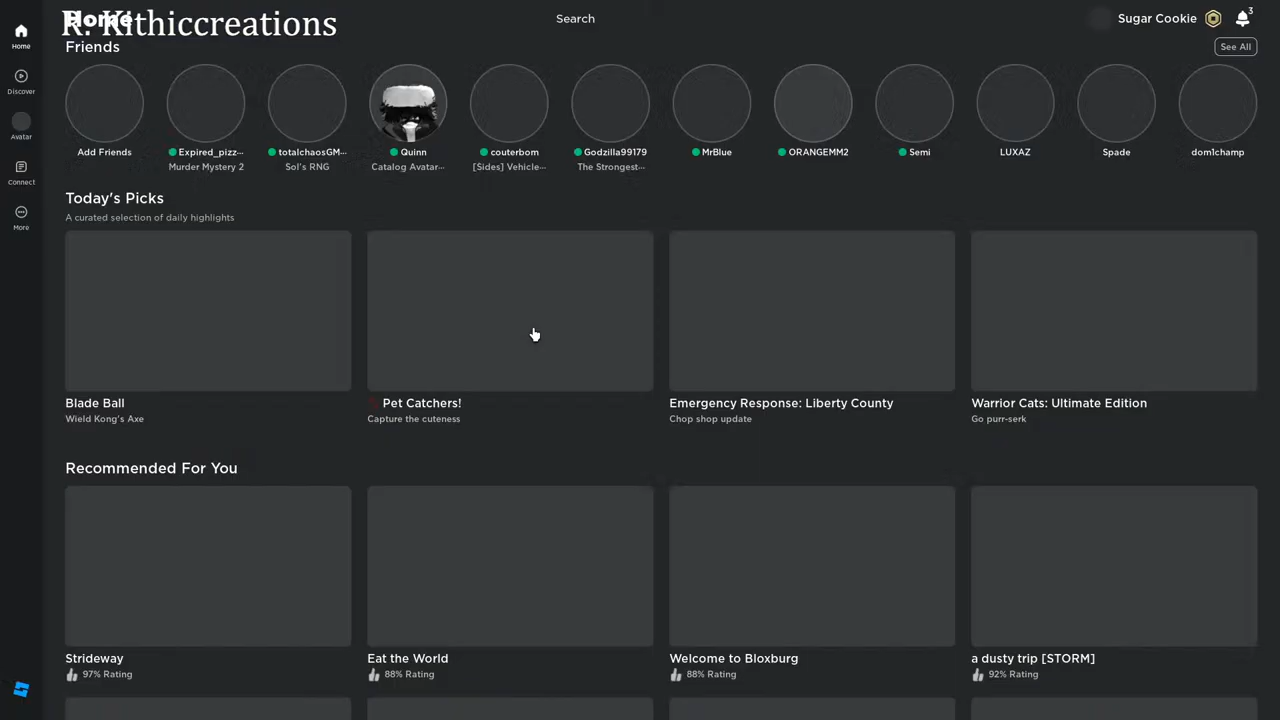 Home
R: Kithiccreations
Search
Sugar Cookie
3
Home
Discover
Avatar
Connect
More
Friends
See All
Add Friends
Expired_pizz···
Murder Mystery 2
totalchaosGM···
Sol's RNG
Quinn
Catalog Avatar···
couterbom
[Sides] Vehicle···
Godzilla99179
The Strongest···
MrBlue
ORANGEMM2
Semi
LUXAZ
Spade
dom1champ
Today's Picks
A curated selection of daily highlights
Blade Ball
Wield Kong's Axe
Pet Catchers!
Capture the cuteness
Emergency Response: Liberty County
Chop shop update
Warrior Cats: Ultimate Edition
Go purr-serk
Recommended For You
Strideway
97% Rating
Eat the World
88% Rating
Welcome to Bloxburg
88% Rating
a dusty trip [STORM]
92% Rating